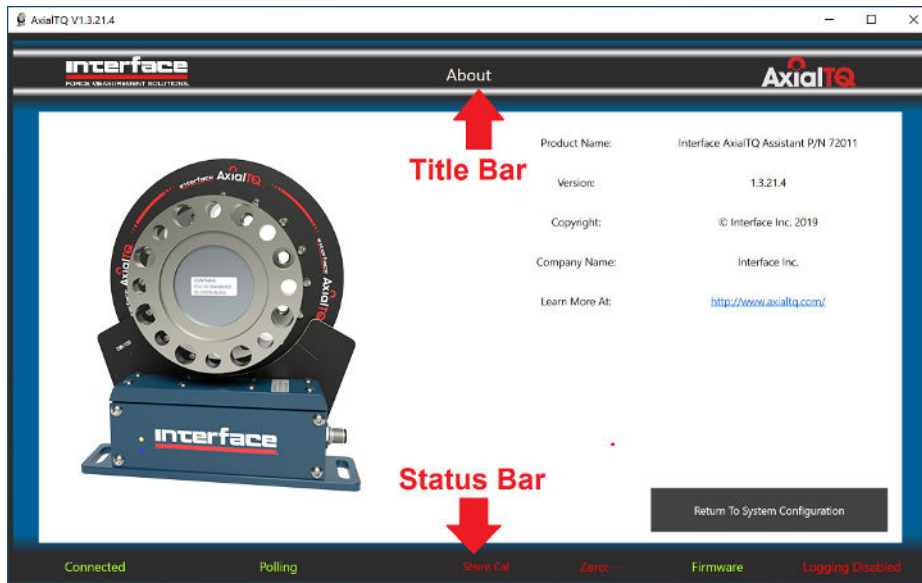 AxialTQ V1.3.21.4
interface
FORCE MEASUREMENT SOLUTIONS.
About
AxialTQ
Title Bar
Product Name: Interface AxialTQ Assistant P/N 72011
Version: 1.3.21.4
Copyright: © Interface Inc. 2019
Company Name: Interface Inc.
Learn More At: http://www.axialtq.com/
interface AxialTQ
AxialTQ
interface AxialTQ
interface
Status Bar
Return To System Configuration
Connected Polling Shunt Cal Zero: --- Firmware Logging Disabled